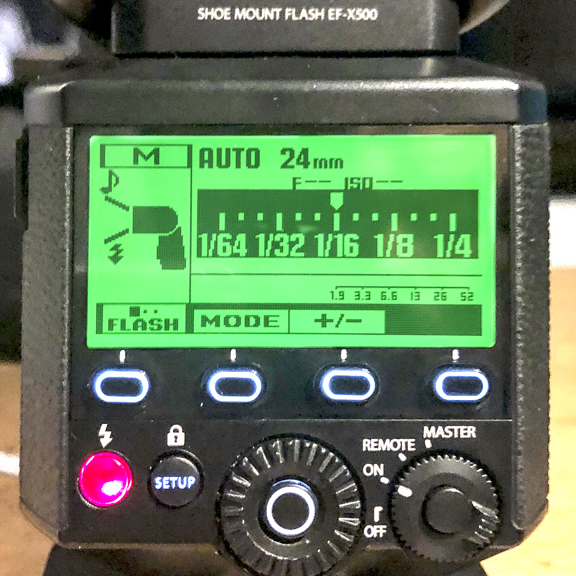 SHOE MOUNT FLASH EF-X500
M AUTO 24mm
F-- ISO--
1/64 1/32 1/16 1/8 1/4
1.9 3.3 6.6 13 26 52
FLASH MODE +/-
REMOTE MASTER
ON
SETUP
OFF